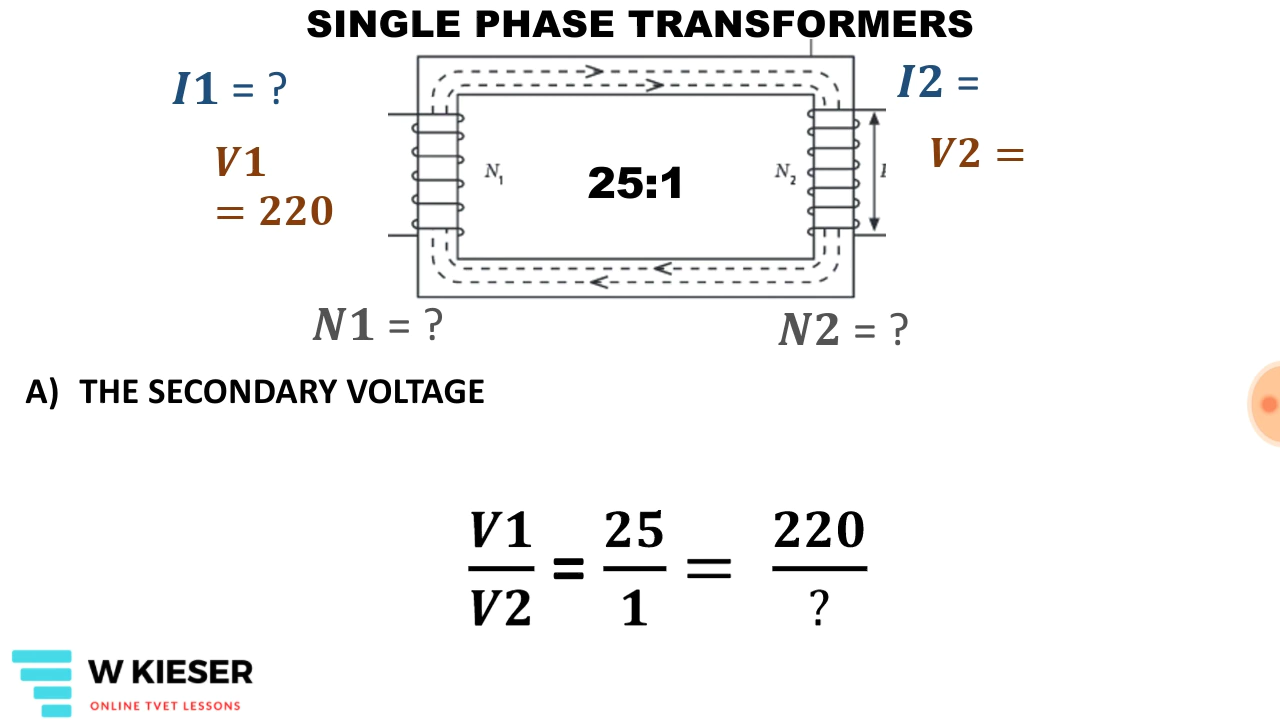 SINGLE PHASE TRANSFORMERS
I1 = ?
I2 =
V1
= 220
V2 =
N1
25:1
N2
N1 = ?
N2 = ?
A) THE SECONDARY VOLTAGE
V1/V2 = 25/1 = 220/?
W KIESER
ONLINE TVET LESSONS